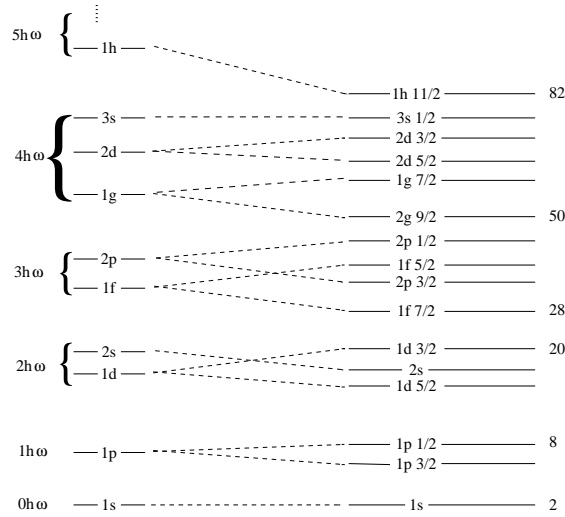 5hω
1h
1h 11/2 82
3s 3s 1/2
2d 3/2
4hω 2d
2d 5/2
1g 7/2
1g
2g 9/2 50
2p 1/2
2p 1f 5/2
3hω
2p 3/2
1f
1f 7/2 28
2s 1d 3/2 20
2hω
2s
1d
1d 5/2
1p 1/2 8
1hω 1p
1p 3/2
0hω 1s 1s 2